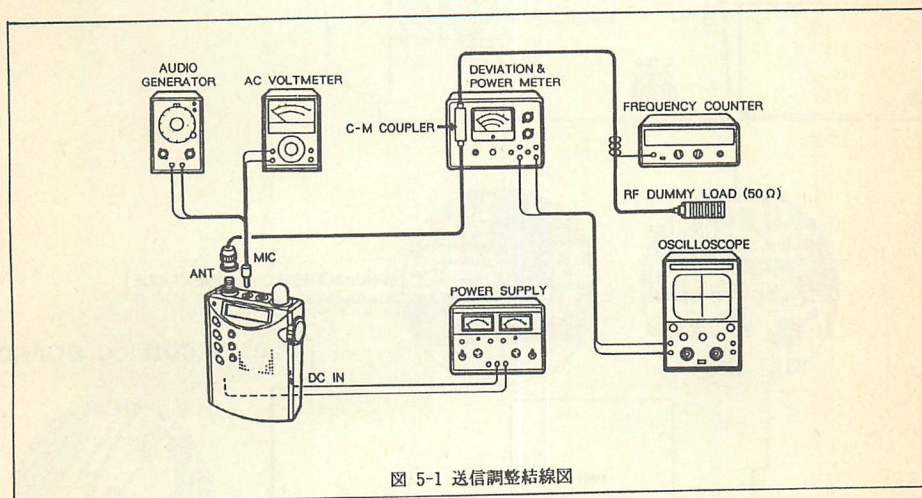 AUDIO
GENERATOR
AC VOLTMETER
DEVIATION &
POWER METER
C-M COUPLER
FREQUENCY COUNTER
RF DUMMY LOAD (50Ω)
OSCILLOSCOPE
ANT
MIC
POWER SUPPLY
DC IN
図 5-1 送信調整結線図